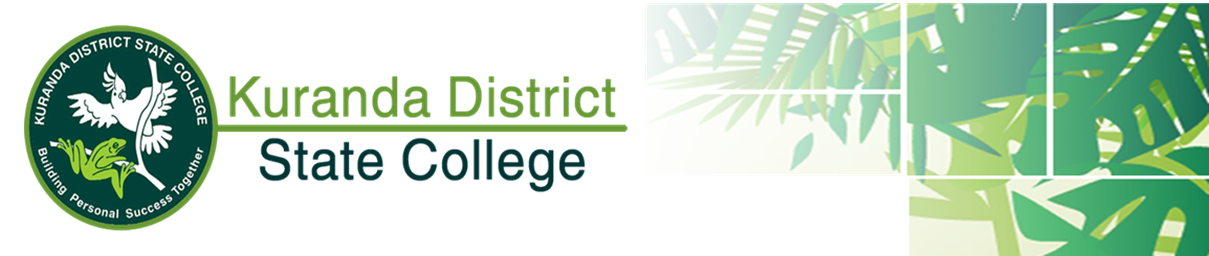 KURANDA DISTRICT STATE COLLEGE
Building Personal Success Together
Kuranda District
State College